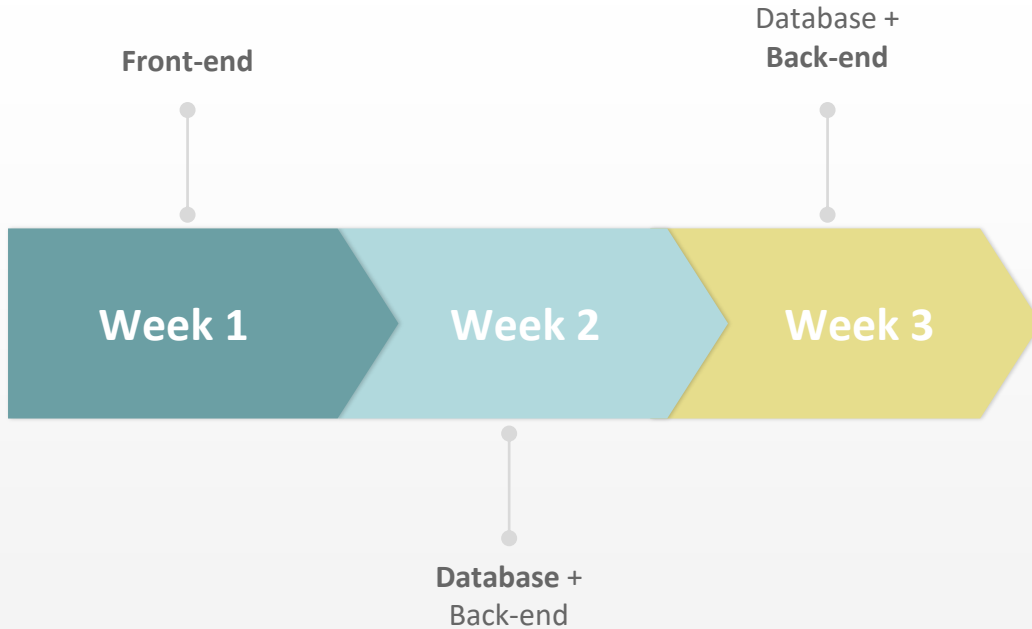 Front-end
Database +
Back-end
Week 1
Week 2
Week 3
Database +
Back-end